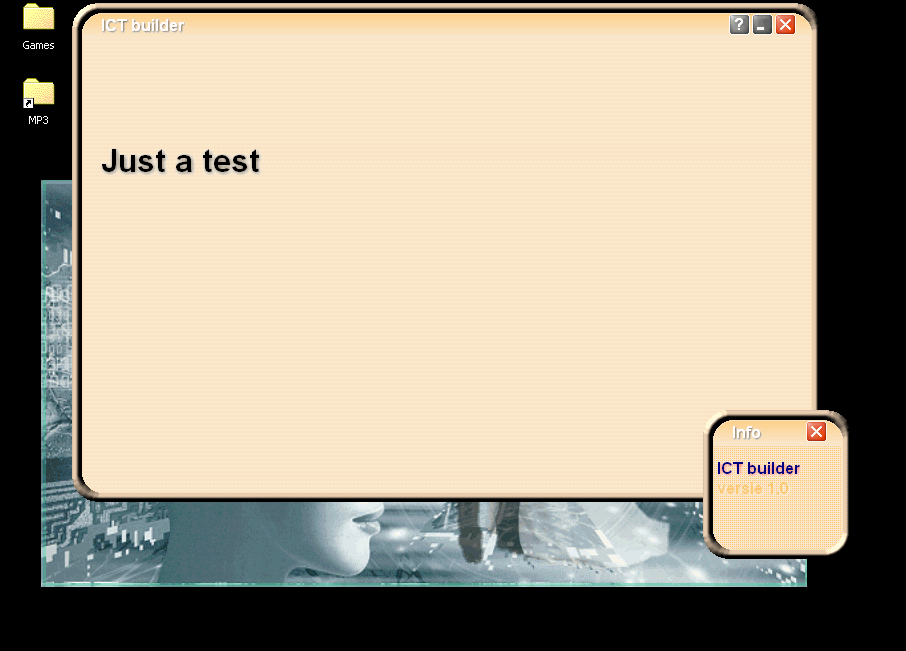 Games
MP3
ICT builder
?
Just a test
Info
ICT builder
versie 1.0